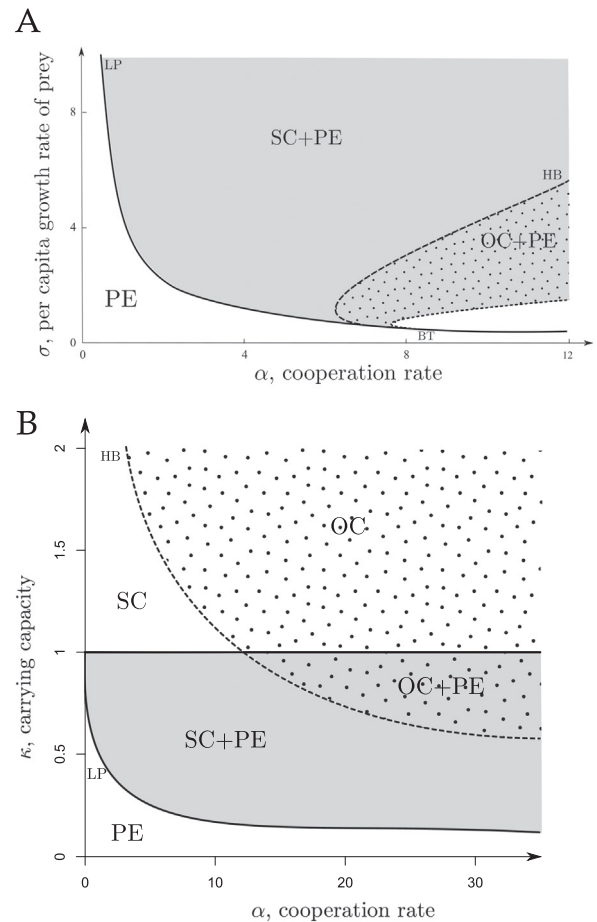 A
σ, per capita growth rate of prey
LP
8
SC+PE
HB
4
OC+PE
PE
BT
0
0
4
8
12
α, cooperation rate
B
κ, carrying capacity
2
HB
OC
1.5
SC
1
OC+PE
SC+PE
0.5
LP
PE
0
0
10
20
30
α, cooperation rate